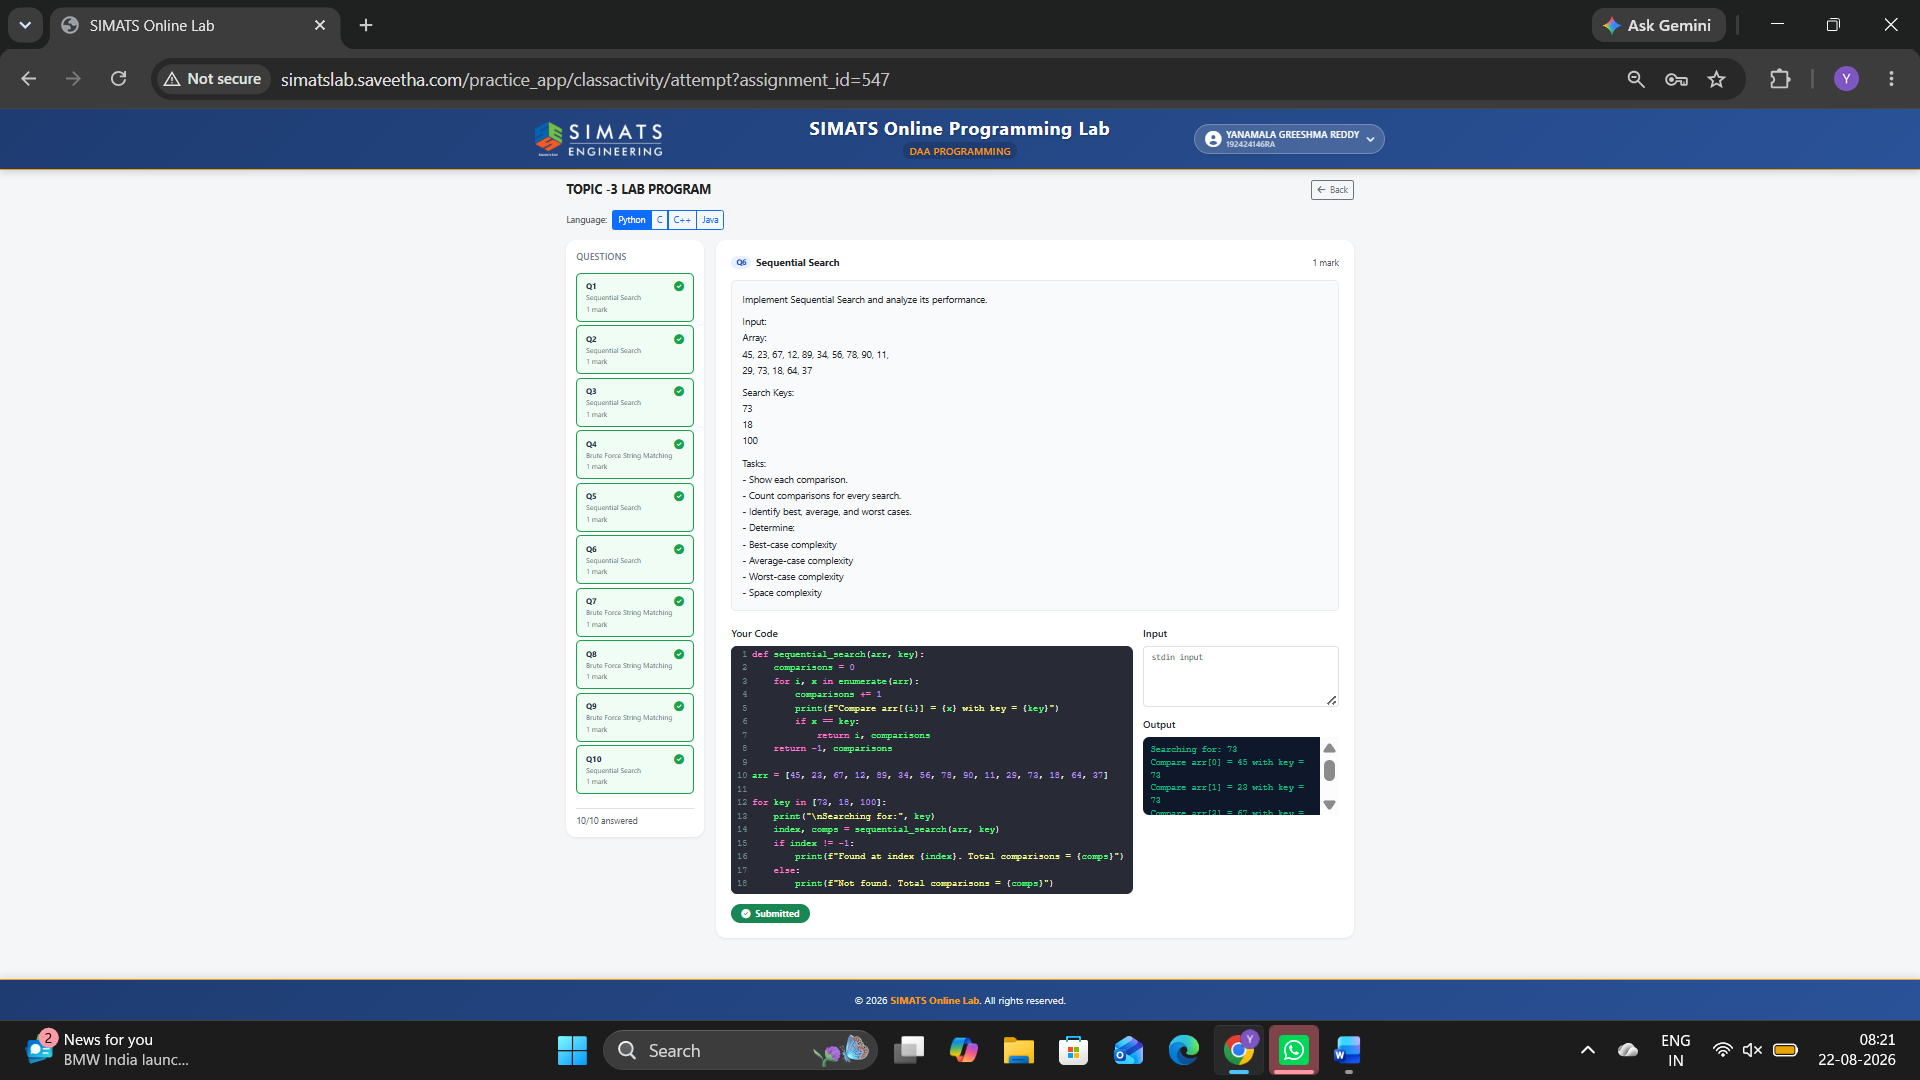 SIMATS Online Lab
Ask Gemini
Not secure
simatslab.saveetha.com/practice_app/classactivity/attempt?assignment_id=547
Y
SIMATS
ENGINEERING
SIMATS Online Programming Lab
DAA PROGRAMMING
YANAMALA GREESHMA REDDY
192424146RA
TOPIC -3 LAB PROGRAM
← Back
Language: Python C C++ Java
QUESTIONS
Q1
Sequential Search
1 mark
Q2
Sequential Search
1 mark
Q3
Sequential Search
1 mark
Q4
Brute Force String Matching
1 mark
Q5
Sequential Search
1 mark
Q6
Sequential Search
1 mark
Q7
Brute Force String Matching
1 mark
Q8
Brute Force String Matching
1 mark
Q9
Brute Force String Matching
1 mark
Q10
Sequential Search
1 mark
10/10 answered
Q6 Sequential Search
1 mark
Implement Sequential Search and analyze its performance.
Input:
Array:
45, 23, 67, 12, 89, 34, 56, 78, 90, 11,
29, 73, 18, 64, 37
Search Keys:
73
18
100
Tasks:
- Show each comparison.
- Count comparisons for every search.
- Identify best, average, and worst cases.
- Determine:
- Best-case complexity
- Average-case complexity
- Worst-case complexity
- Space complexity
Your Code
1 def sequential_search(arr, key):
2 comparisons = 0
3 for i, x in enumerate(arr):
4 comparisons += 1
5 print(f"Compare arr[{i}] = {x} with key = {key}")
6 if x == key:
7 return i, comparisons
8 return -1, comparisons
9
10 arr = [45, 23, 67, 12, 89, 34, 56, 78, 90, 11, 29, 73, 18, 64, 37]
11
12 for key in [73, 18, 100]:
13 print("\nSearching for:", key)
14 index, comps = sequential_search(arr, key)
15 if index != -1:
16 print(f"Found at index {index}. Total comparisons = {comps}")
17 else:
18 print(f"Not found. Total comparisons = {comps}")
Submitted
Input
stdin input
Output
Searching for: 73
Compare arr[0] = 45 with key =
73
Compare arr[1] = 23 with key =
73
Compare arr[2] = 67 with key =
© 2026 SIMATS Online Lab. All rights reserved.
2
News for you
BMW India launc...
Search
Y
ENG
IN
08:21
22-08-2026